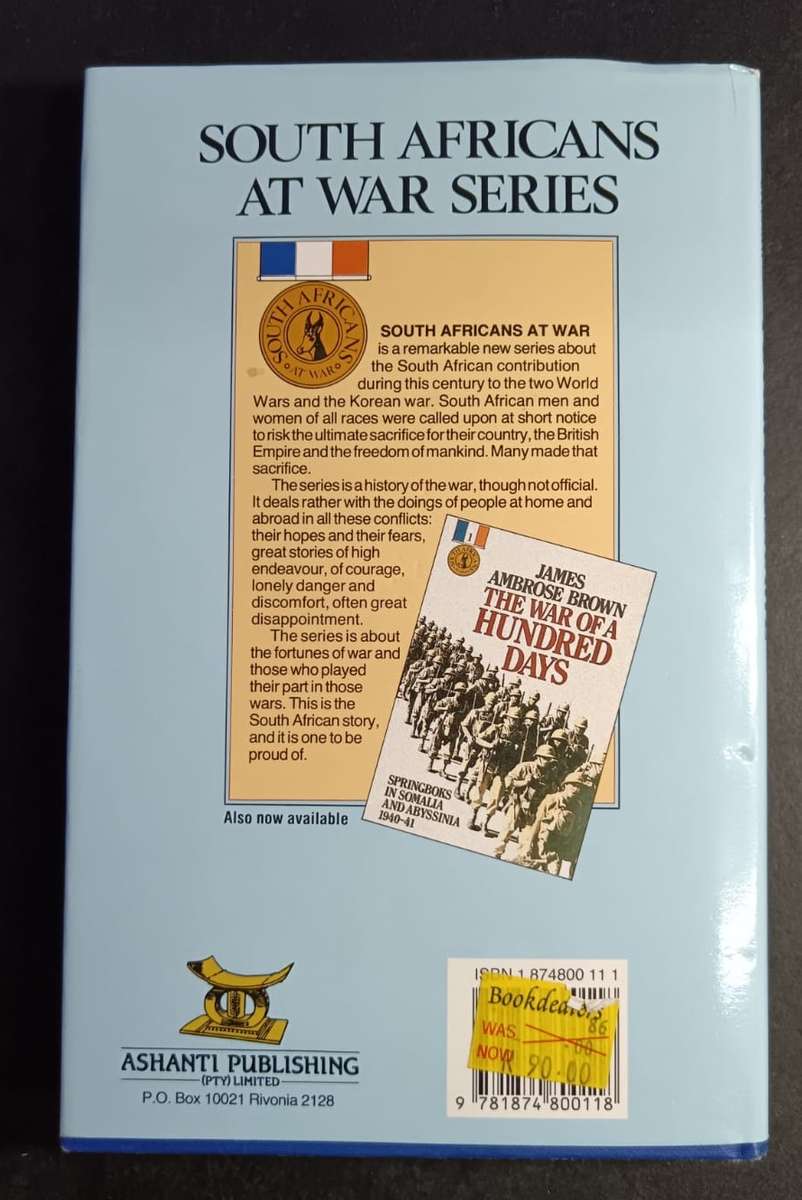 SOUTH AFRICANS
AT WAR SERIES
SOUTH AFRICANS
AT WAR
SOUTH AFRICANS AT WAR
is a remarkable new series about
the South African contribution
during this century to the two World
Wars and the Korean war. South African men and
women of all races were called upon at short notice
to risk the ultimate sacrifice for their country, the British
Empire and the freedom of mankind. Many made that
sacrifice.
The series is a history of the war, though not official.
It deals rather with the doings of people at home and
abroad in all these conflicts:
their hopes and their fears,
great stories of high
endeavour, of courage,
lonely danger and
discomfort, often great
disappointment.
The series is about
the fortunes of war and
those who played
their part in those
wars. This is the
South African story,
and it is one to be
proud of.
1
JAMES
AMBROSE BROWN
THE WAR OF A
HUNDRED
DAYS
SPRINGBOKS
IN SOMALIA
AND ABYSSINIA
1940-41
Also now available
ASHANTI PUBLISHING
(PTY) LIMITED
P.O. Box 10021 Rivonia 2128
ISBN 1 874800 11 1
Bookdealers
86
WAS .00
NOW R 90.00
9 781874 800118